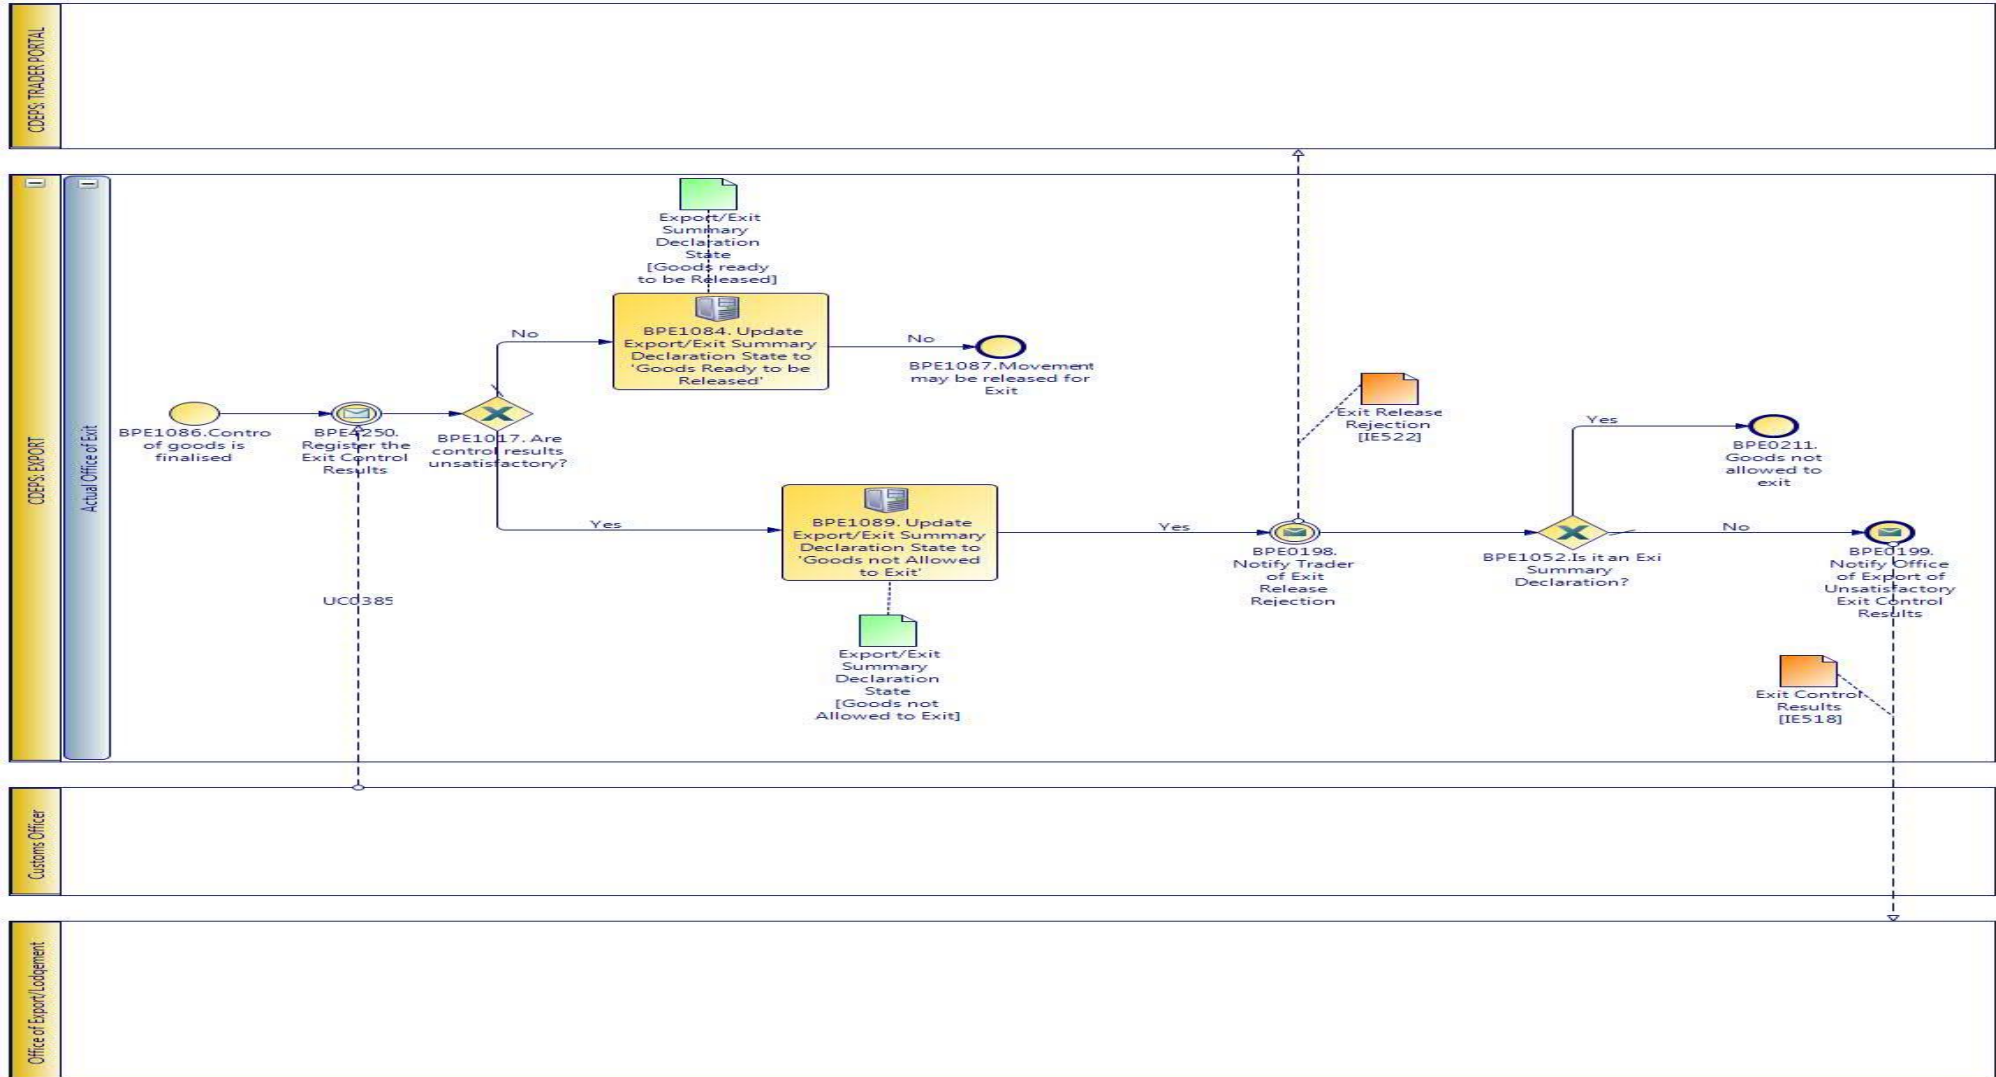 CDEPS: TRADER PORTAL
CDEPS: EXPORT
Actual Office of Exit
Export/Exit
Summary
Declaration
State
[Goods ready
to be Released]
No
BPE1084. Update
Export/Exit Summary
Declaration State to
'Goods Ready to be
Released'
No
BPE1087.Movement
may be released for
Exit
BPE1086.Contro
of goods is
finalised
BPE4250.
Register the
Exit Control
Results
BPE1017. Are
control results
unsatisfactory?
UC0385
Yes
BPE1089. Update
Export/Exit Summary
Declaration State to
'Goods not Allowed
to Exit'
Export/Exit
Summary
Declaration
State
[Goods not
Allowed to Exit]
Yes
BPE0198.
Notify Trader
of Exit
Release
Rejection
Exit Release
Rejection
[IE522]
BPE1052.Is it an Exi
Summary
Declaration?
Yes
BPE0211.
Goods not
allowed to
exit
No
BPE0199.
Notify Office
of Export of
Unsatisfactory
Exit Control
Results
Exit Control
Results
[IE518]
Customs Officer
Office of Export/Lodgement